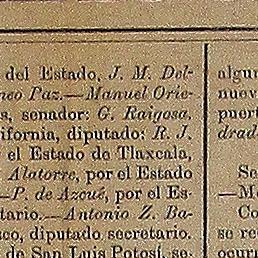 del Estado, J. M. Del-
nco Paz.—Manuel Orie-
s, senador: G. Raigosa,
ifornia, diputado: R. J.
el Estado de Tlaxcala,
Alatorre, por el Estado
—P. de Azcué, por el Es-
tario.—Antonio Z. Ba-
sco, diputado secretario.
de San Luis Potosí, se-
algun
nuev
puert
drad
Se
—Me
Co
se re
ocurr